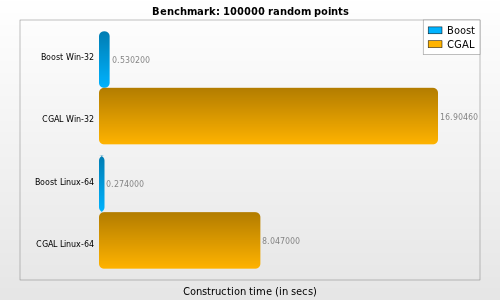 Benchmark: 100000 random points
Boost
CGAL
Boost Win-32
0.530200
CGAL Win-32
16.90460
Boost Linux-64
0.274000
CGAL Linux-64
8.047000
Construction time (in secs)